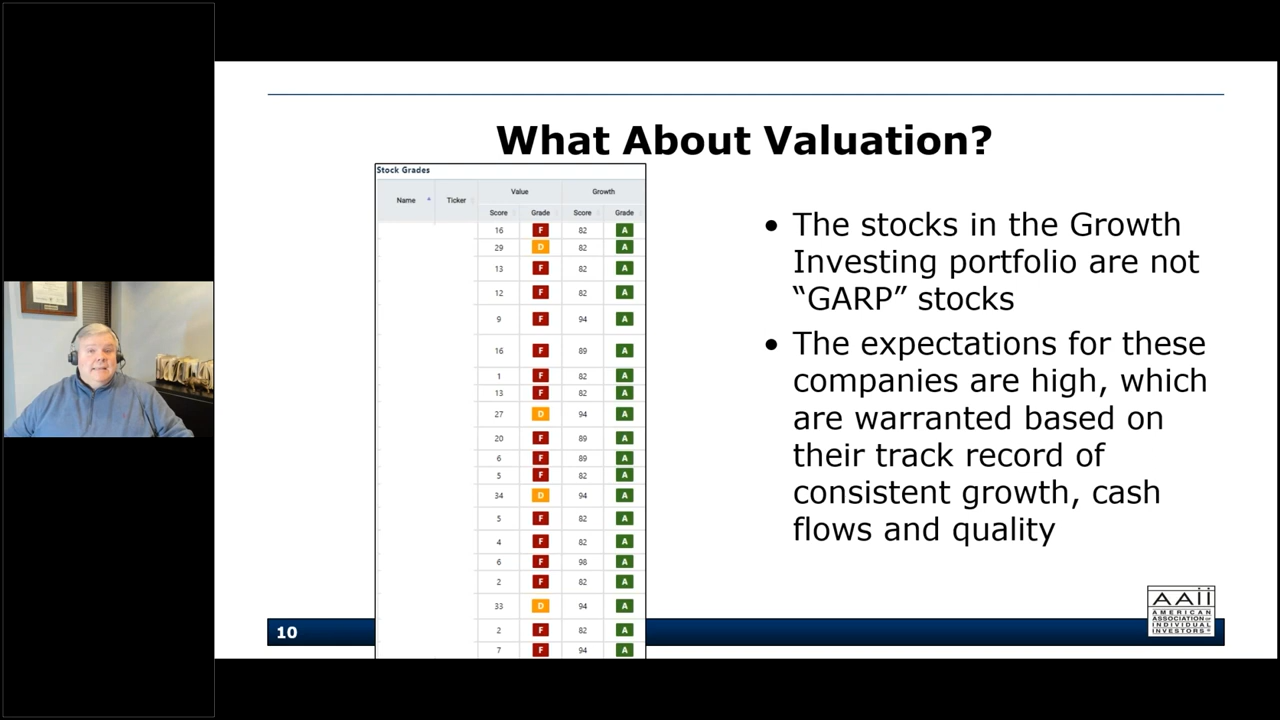 What About Valuation?
Stock Grades
Name Ticker Value Growth
Score Grade Score Grade
16 F 82 A
29 D 82 A
13 F 82 A
12 F 82 A
9 F 94 A
16 F 89 A
1 F 82 A
13 F 82 A
27 D 94 A
20 F 89 A
6 F 89 A
5 F 82 A
34 D 94 A
5 F 82 A
4 F 82 A
6 F 98 A
2 F 82 A
33 D 94 A
2 F 82 A
7 F 94 A
• The stocks in the Growth
Investing portfolio are not
“GARP” stocks
• The expectations for these
companies are high, which
are warranted based on
their track record of
consistent growth, cash
flows and quality
10
AAII
AMERICAN
ASSOCIATION OF
INDIVIDUAL
INVESTORS®